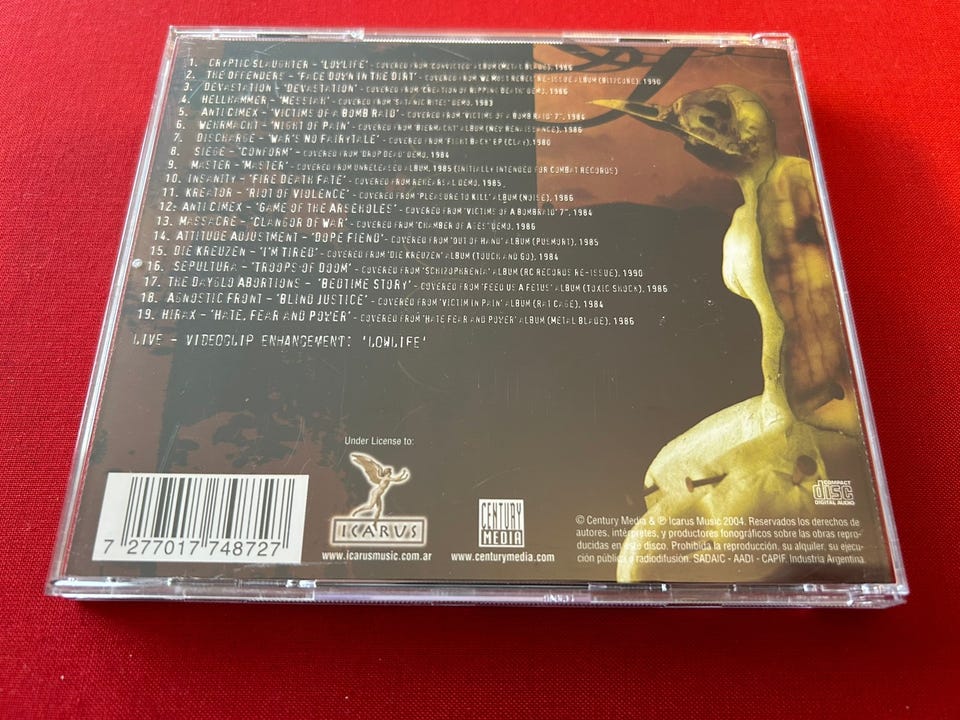 1. CRYPTIC SLAUGHTER - 'LOWLIFE' - COVERED FROM 'CONVICTED' ALBUM (METAL BLADE), 1986
2. THE OFFENDERS - 'FACE DOWN IN THE DIRT' - COVERED FROM 'WE MUST REBEL' RE-ISSUE ALBUM (BITZCORE), 1990
3. DEVASTATION - 'DEVASTATION' - COVERED FROM 'CREATION OF RIPPING DEATH' DEMO, 1986
4. HELLHAMMER - 'MESSIAH' - COVERED FROM 'SATANIC RITES' DEMO, 1983
5. ANTI CIMEX - 'VICTIMS OF A BOMB RAID' - COVERED FROM 'VICTIMS OF A BOMB RAID' 7", 1984
6. WEHRMACHT - 'NIGHT OF PAIN' - COVERED FROM 'BIERMACHT' ALBUM (NEW RENAISSANCE), 1986
7. DISCHARGE - 'WAR'S NO FAIRYTALE' - COVERED FROM 'FIGHT BACK' EP (CLAY), 1980
8. SIEGE - 'CONFORM' - COVERED FROM 'DROP DEAD' DEMO, 1984
9. MASTER - 'MASTER' - COVERED FROM UNRELEASED ALBUM, 1985 (INITIALLY INTENDED FOR COMBAT RECORDS)
10. INSANITY - 'FIRE DEATH FATE' - COVERED FROM REHEARSAL DEMO, 1985,
11. KREATOR - 'RIOT OF VIOLENCE' - COVERED FROM 'PLEASURE TO KILL' ALBUM (NOISE), 1986
12. ANTI CIMEX - 'GAME OF THE ARSEHOLES' - COVERED FROM 'VICTIMS OF A BOMBRAID' 7", 1984
13. MASSACRE - 'CLANGOR OF WAR' - COVERED FROM 'CHAMBER OF AGES' DEMO, 1986
14. ATTITUDE ADJUSTMENT - 'DOPE FIEND' - COVERED FROM 'OUT OF HAND' ALBUM (PUSMORT), 1985
15. DIE KREUZEN - 'I'M TIRED' - COVERED FROM 'DIE KREUZEN' ALBUM (TOUCH AND GO), 1984
16. SEPULTURA - 'TROOPS OF DOOM' - COVERED FROM 'SCHIZOPHRENIA' ALBUM (RC RECORDS RE-ISSUE), 1990
17. THE DAYGLO ABORTIONS - 'BEDTIME STORY' - COVERED FROM 'FEED US A FETUS' ALBUM (TOXIC SHOCK), 1986
18. AGNOSTIC FRONT - 'BLIND JUSTICE' - COVERED FROM 'VICTIM IN PAIN' ALBUM (RAT CAGE), 1984
19. HIRAX - 'HATE, FEAR AND POWER' - COVERED FROM 'HATE FEAR AND POWER' ALBUM (METAL BLADE), 1986
LIVE - VIDEOCLIP ENHANCEMENT: 'LOWLIFE'
Under License to:
ICARUS
www.icarusmusic.com.ar
CENTURY
MEDIA
www.centurymedia.com
COMPACT
disc
DIGITAL AUDIO
© Century Media & ℗ Icarus Music 2004. Reservados los derechos de
autores, intérpretes, y productores fonográficos sobre las obras repro-
ducidas en este disco. Prohibida la reproducción, su alquiler, su ejecu-
ción pública y radiodifusión. SADAIC - AADI - CAPIF. Industria Argentina.
7 277017 748727